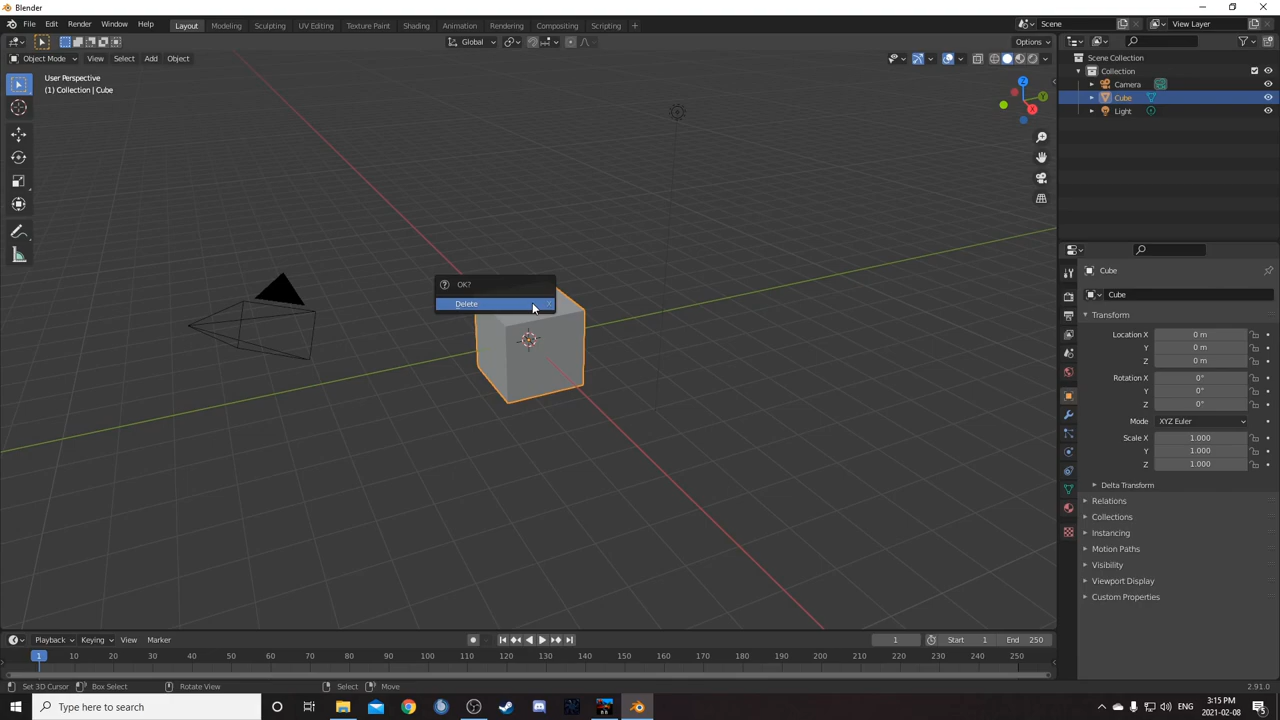 Blender
File Edit Render Window Help Layout Modeling Sculpting UV Editing Texture Paint Shading Animation Rendering Compositing Scripting + Scene View Layer
Global Options
Object Mode View Select Add Object
User Perspective
(1) Collection | Cube
Scene Collection
Collection
Camera
Cube
Light
Z
Y
X
OK?
Delete X
Cube
Cube
Transform
Location X 0 m
Y 0 m
Z 0 m
Rotation X 0°
Y 0°
Z 0°
Mode XYZ Euler
Scale X 1.000
Y 1.000
Z 1.000
Delta Transform
Relations
Collections
Instancing
Motion Paths
Visibility
Viewport Display
Custom Properties
Playback Keying View Marker 1 Start 1 End 250
1 10 20 30 40 50 60 70 80 90 100 110 120 130 140 150 160 170 180 190 200 210 220 230 240 250
Set 3D Cursor Box Select Rotate View Select Move 2.91.0
Type here to search
3:15 PM
2021-02-08